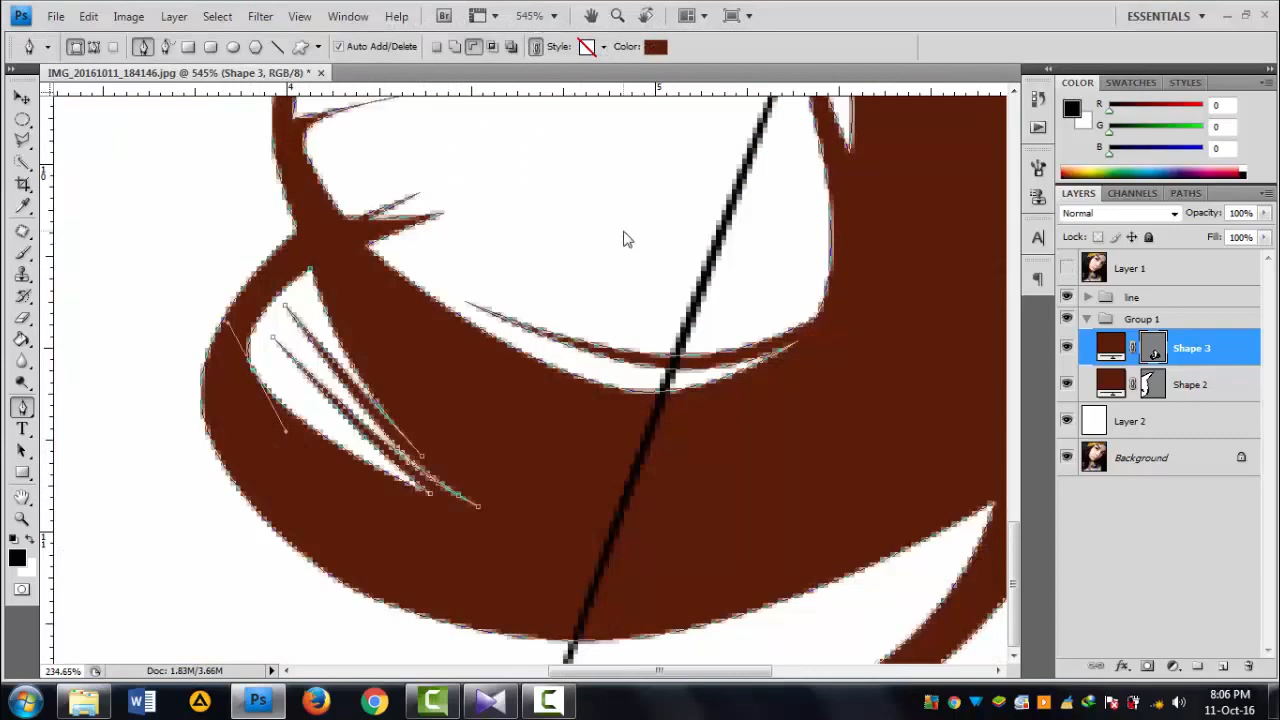 Ps File Edit Image Layer Select Filter View Window Help Br 545% ESSENTIALS
Auto Add/Delete Style: Color:
IMG_20161011_184146.jpg @ 545% (Shape 3, RGB/8) * ×
4 5
COLOR SWATCHES STYLES
R 0
G 0
B 0
LAYERS CHANNELS PATHS
Normal Opacity: 100%
Lock: Fill: 100%
Layer 1
line
Group 1
Shape 3
Shape 2
Layer 2
Background
234.65% Doc: 1.83M/3.66M
8:06 PM
11-Oct-16